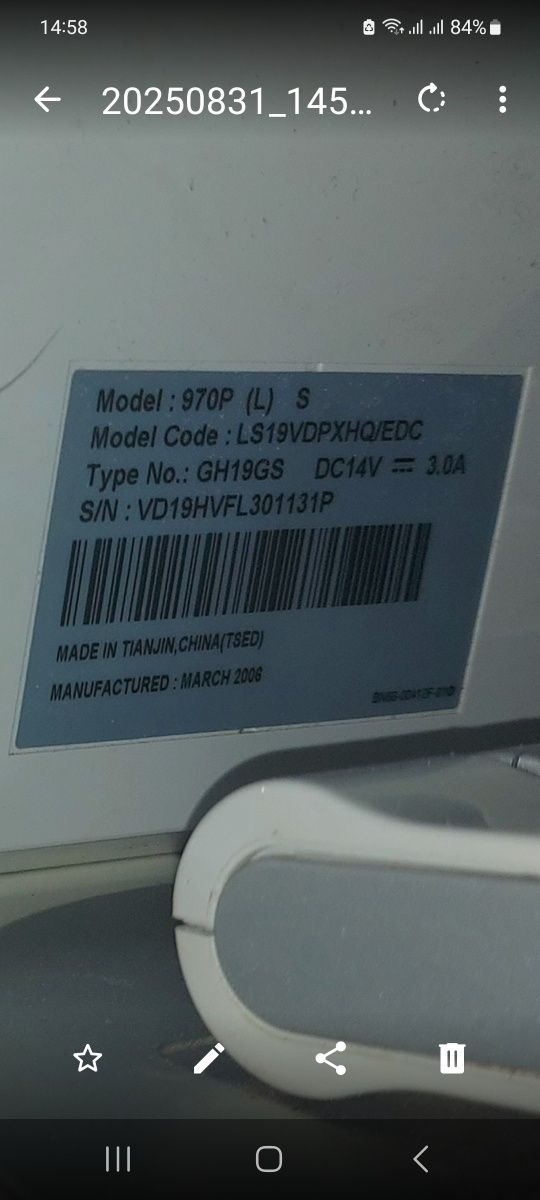 14:58
84%
20250831_145...
Model : 970P (L) S
Model Code : LS19VDPXHQ/EDC
Type No.: GH19GS DC14V ⎓ 3.0A
S/N : VD19HVFL301131P
MADE IN TIANJIN,CHINA(TSED)
MANUFACTURED : MARCH 2006